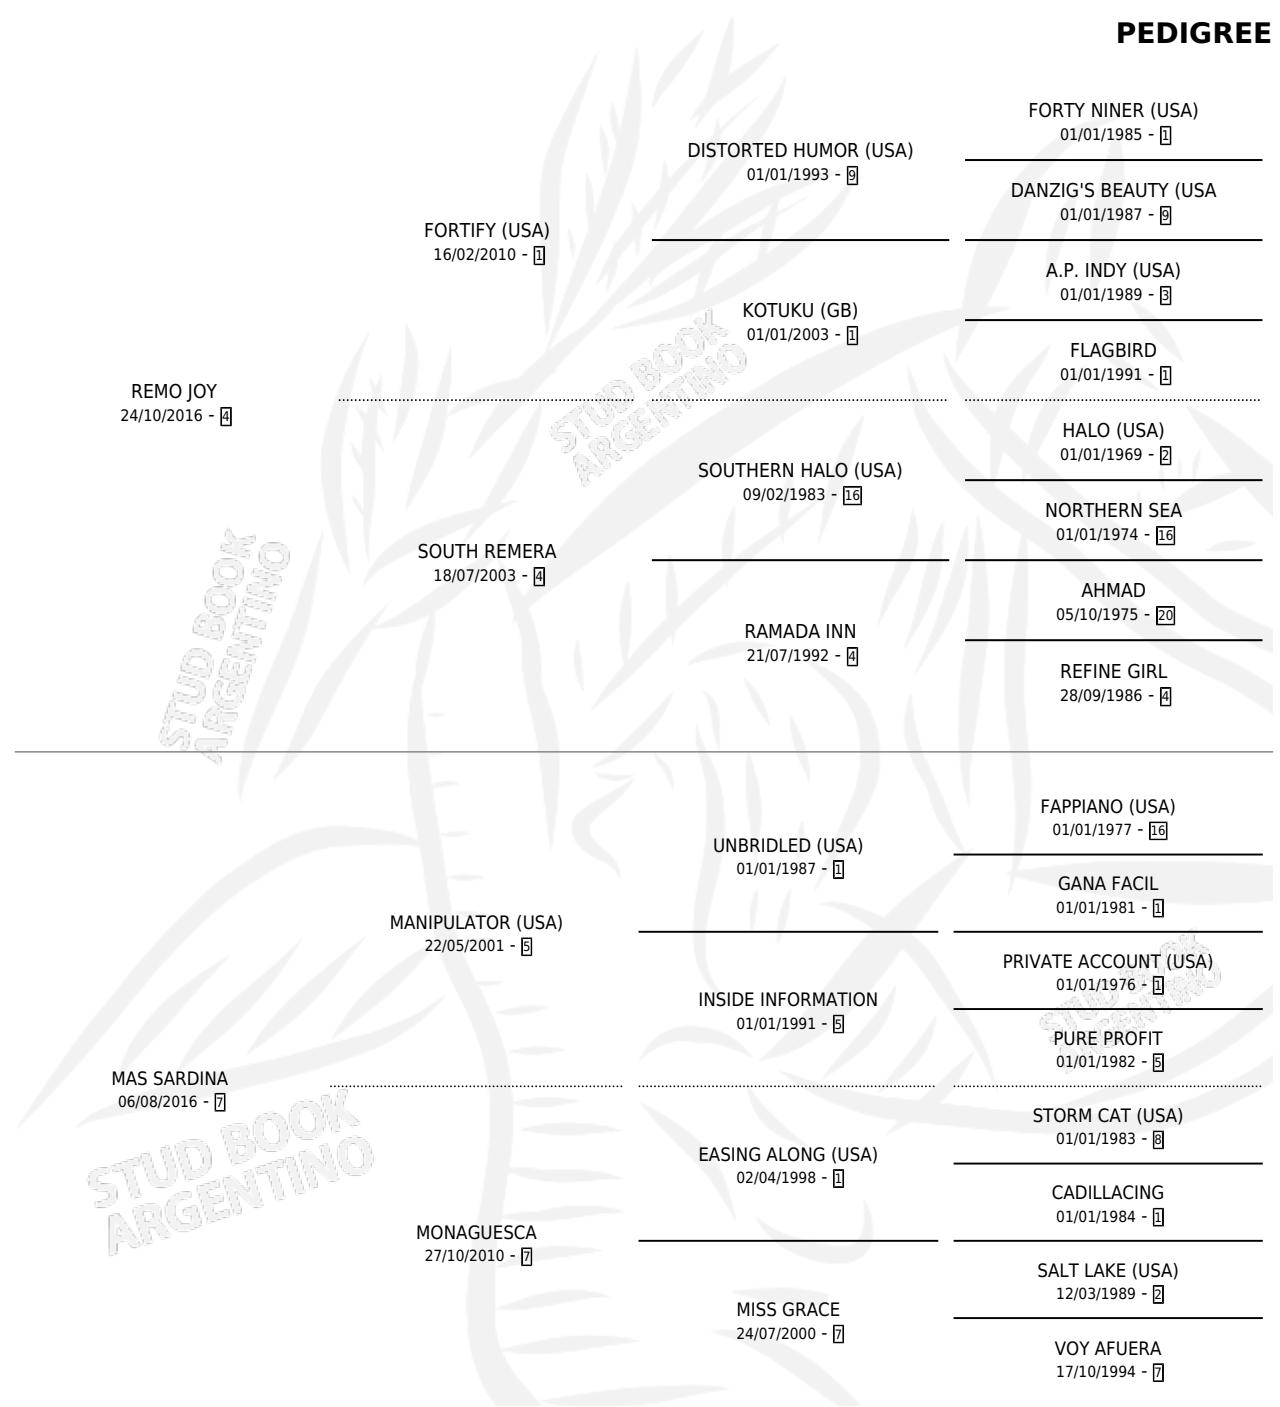 PEDIGREE
FORTY NINER (USA)
01/01/1985 - 1
DISTORTED HUMOR (USA)
01/01/1993 - 9
DANZIG'S BEAUTY (USA
01/01/1987 - 9
FORTIFY (USA)
16/02/2010 - 1
A.P. INDY (USA)
01/01/1989 - 3
KOTUKU (GB)
01/01/2003 - 1
FLAGBIRD
01/01/1991 - 1
REMO JOY
24/10/2016 - 4
HALO (USA)
01/01/1969 - 2
SOUTHERN HALO (USA)
09/02/1983 - 16
NORTHERN SEA
01/01/1974 - 16
SOUTH REMERA
18/07/2003 - 4
AHMAD
05/10/1975 - 20
RAMADA INN
21/07/1992 - 4
REFINE GIRL
28/09/1986 - 4
STUD BOOK
ARGENTINO
STUD BOOK
ARGENTINO
FAPPIANO (USA)
01/01/1977 - 16
UNBRIDLED (USA)
01/01/1987 - 1
GANA FACIL
01/01/1981 - 1
MANIPULATOR (USA)
22/05/2001 - 5
PRIVATE ACCOUNT (USA)
01/01/1976 - 1
INSIDE INFORMATION
01/01/1991 - 5
PURE PROFIT
01/01/1982 - 5
MAS SARDINA
06/08/2016 - 7
STORM CAT (USA)
01/01/1983 - 8
EASING ALONG (USA)
02/04/1998 - 1
CADILLACING
01/01/1984 - 1
MONAGUESCA
27/10/2010 - 7
SALT LAKE (USA)
12/03/1989 - 2
MISS GRACE
24/07/2000 - 7
VOY AFUERA
17/10/1994 - 7
STUD BOOK
ARGENTINO
STUD BOOK
ARGENTINO